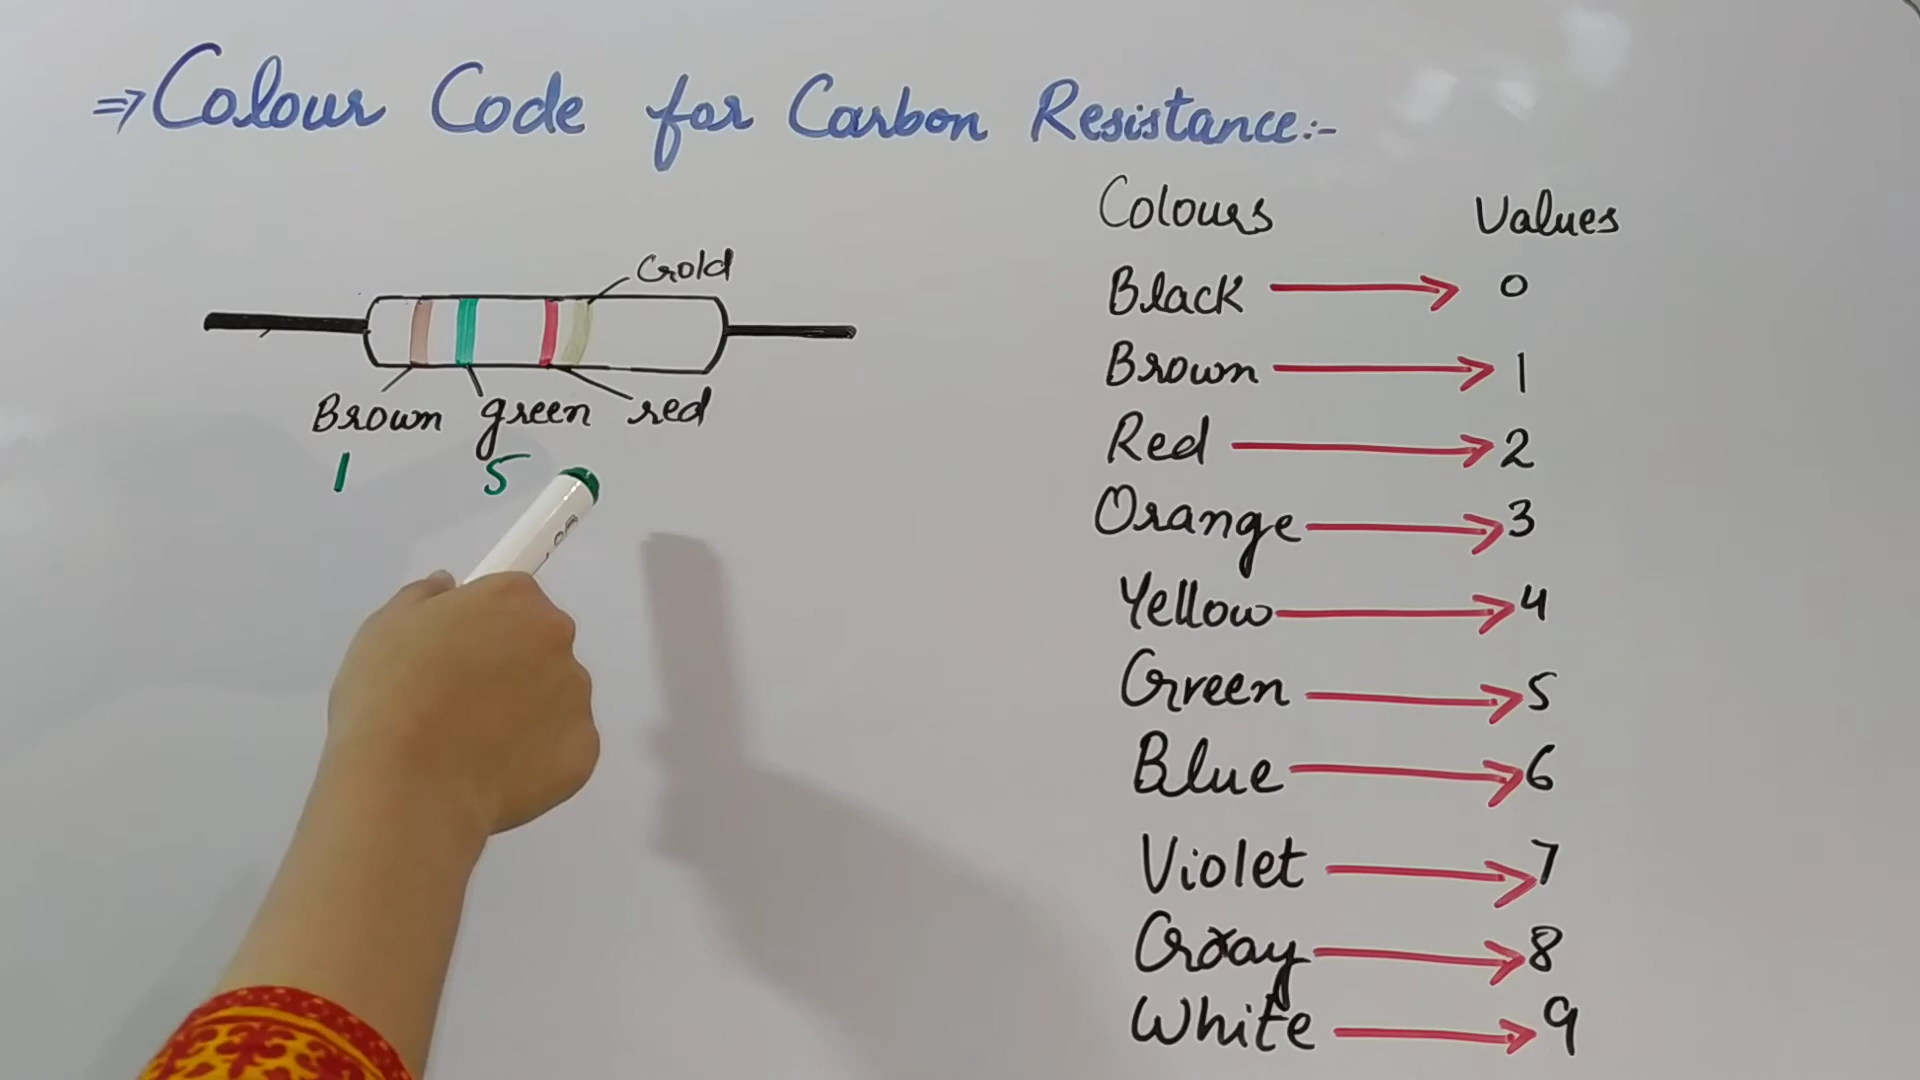 ⇒ Colour Code for Carbon Resistance:-
Gold
Brown green red
1 5
Colours Values
Black → 0
Brown → 1
Red → 2
Orange → 3
Yellow → 4
Green → 5
Blue → 6
Violet → 7
Gray → 8
White → 9